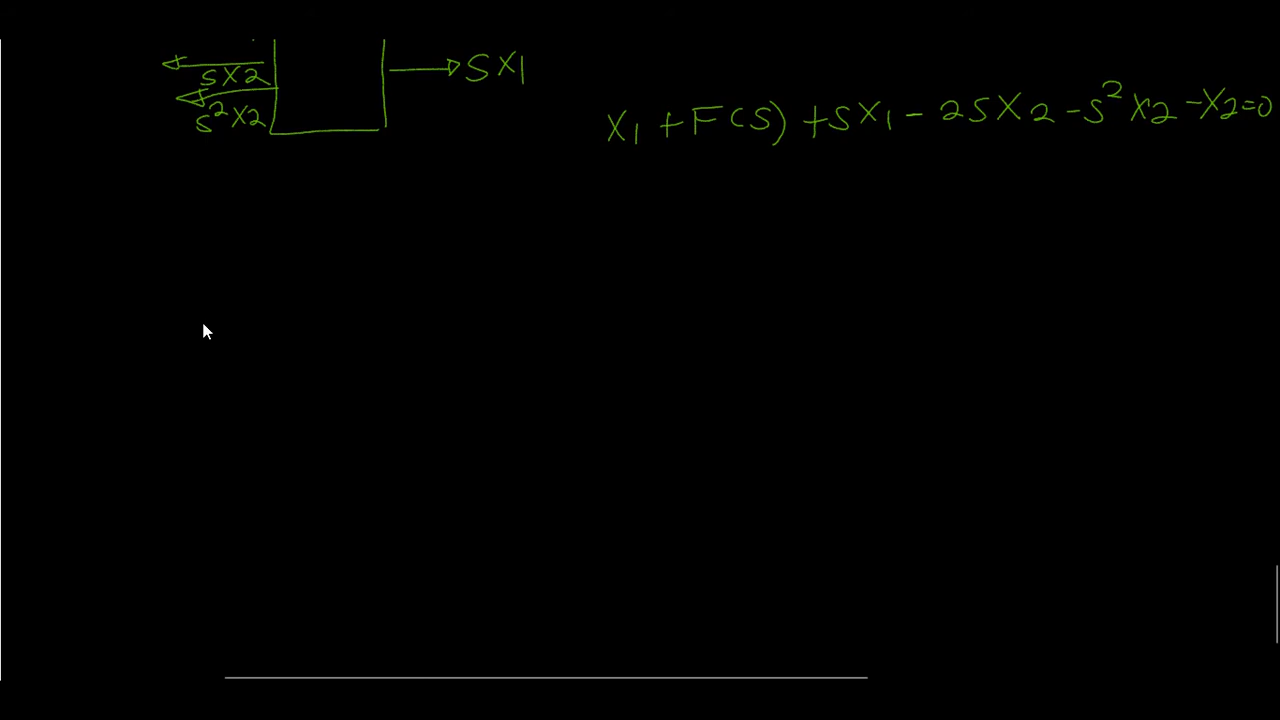 SX2
SX1
S²X2
X1 + F(S) + SX1 - 2SX2 - S²X2 - X2=0